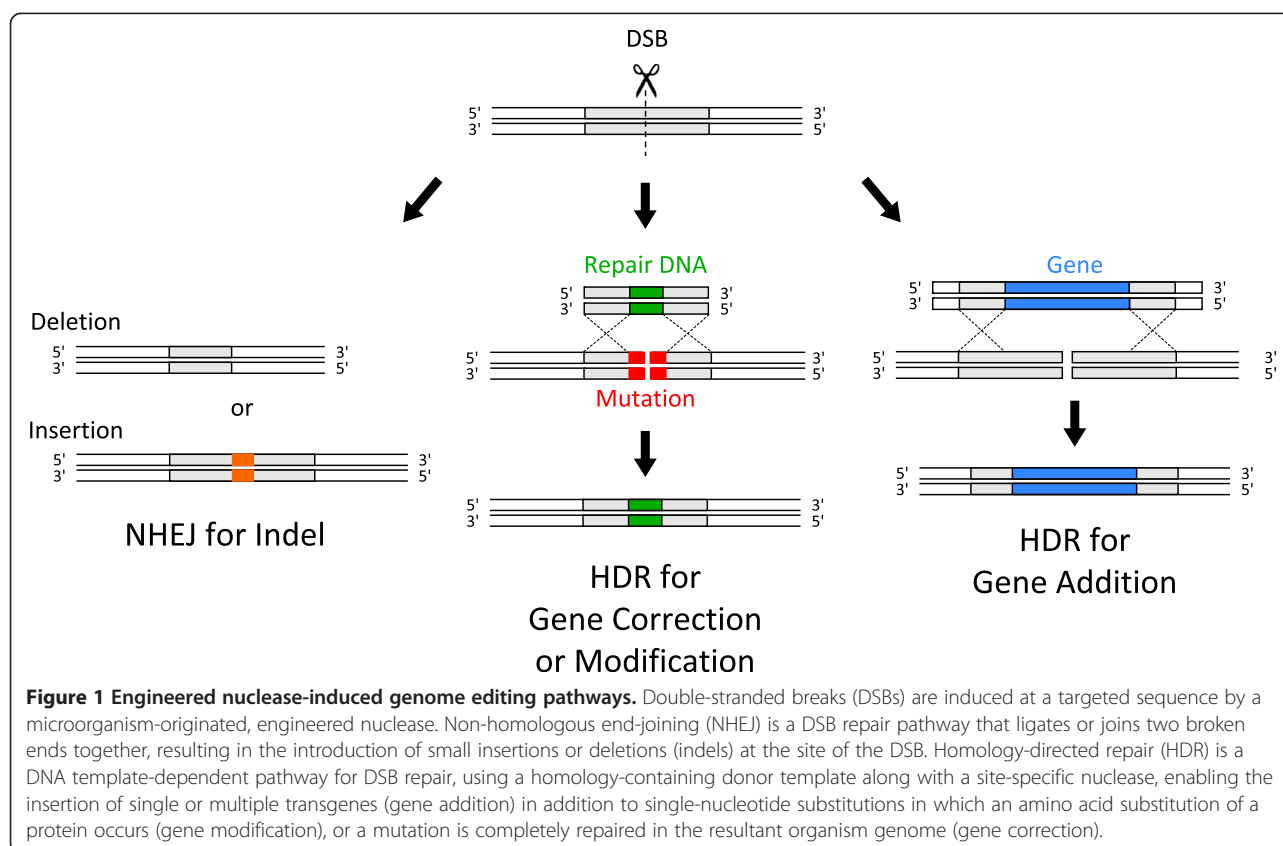 DSB
5' 3'
3' 5'
Repair DNA
5' 3'
3' 5'
5' 3'
3' 5'
Mutation
5' 3'
3' 5'
HDR for
Gene Correction
or Modification
Gene
5' 3'
3' 5'
5' 3'
3' 5'
5' 3'
3' 5'
HDR for
Gene Addition
Deletion
5' 3'
3' 5'
or
Insertion
5' 3'
3' 5'
NHEJ for Indel
Figure 1 Engineered nuclease-induced genome editing pathways. Double-stranded breaks (DSBs) are induced at a targeted sequence by a
microorganism-originated, engineered nuclease. Non-homologous end-joining (NHEJ) is a DSB repair pathway that ligates or joins two broken
ends together, resulting in the introduction of small insertions or deletions (indels) at the site of the DSB. Homology-directed repair (HDR) is a
DNA template-dependent pathway for DSB repair, using a homology-containing donor template along with a site-specific nuclease, enabling the
insertion of single or multiple transgenes (gene addition) in addition to single-nucleotide substitutions in which an amino acid substitution of a
protein occurs (gene modification), or a mutation is completely repaired in the resultant organism genome (gene correction).